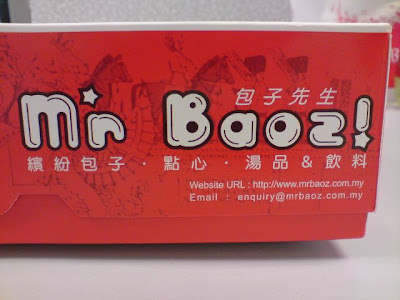 包子先生
Mr Baoz!
繽紛包子·點心·湯品&飲料
Website URL : http://www.mrbaoz.com.my
Email : enquiry@mrbaoz.com.my